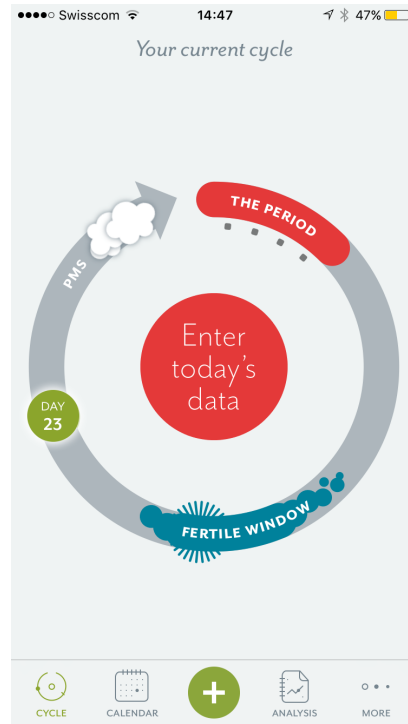 Swisscom 14:47 47%
Your current cycle
THE PERIOD
PMS
Enter
today's
data
DAY
23
FERTILE WINDOW
CYCLE CALENDAR ANALYSIS MORE